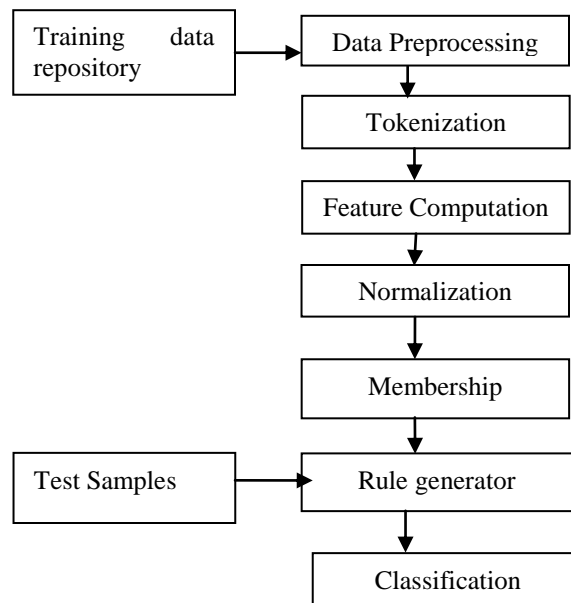 Training data
repository
Data Preprocessing
Tokenization
Feature Computation
Normalization
Membership
Test Samples
Rule generator
Classification